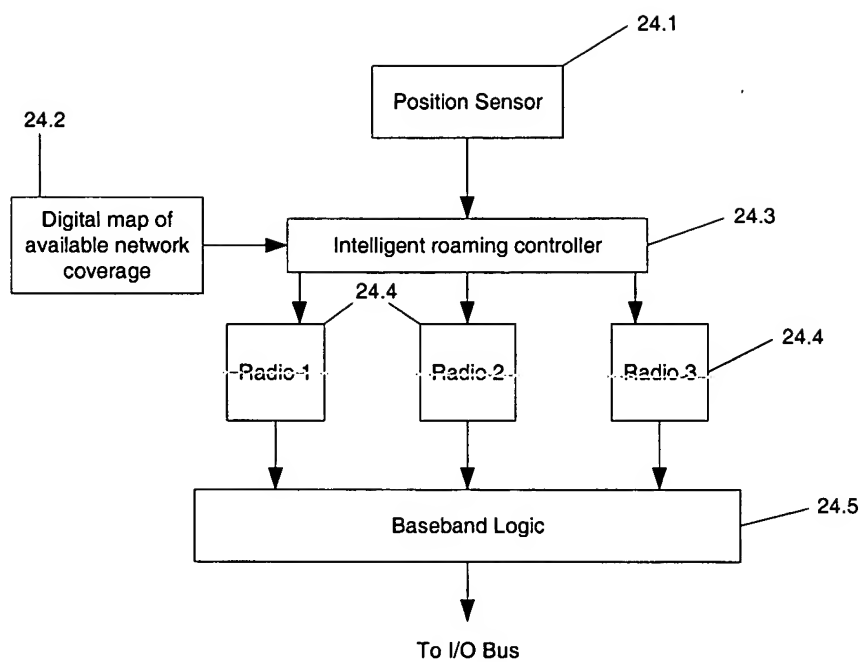 24.1
Position Sensor
24.2
Digital map of
available network
coverage
Intelligent roaming controller
24.3
24.4
Radio 1
Radio 2
Radio 3
24.4
Baseband Logic
24.5
To I/O Bus